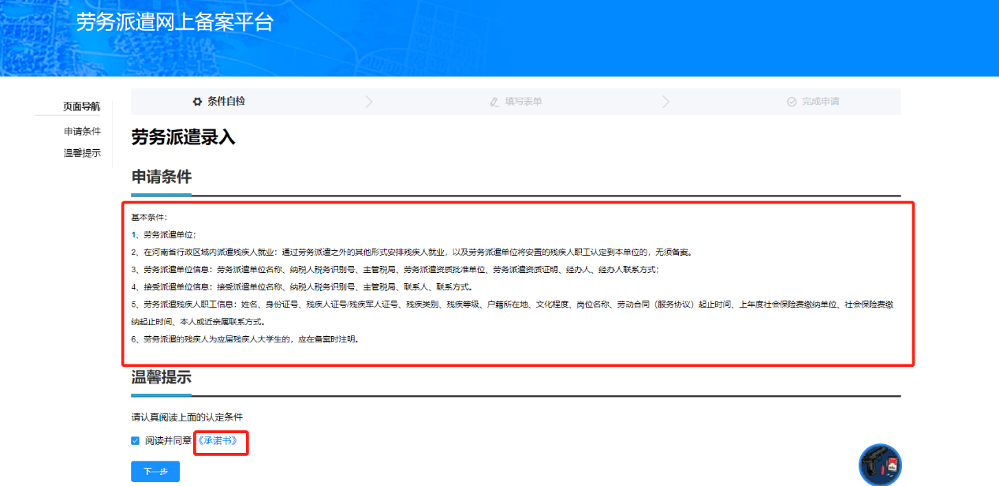 劳务派遣网上备案平台
页面导航
申请条件
温馨提示
条件自检
填写表单
完成申请
劳务派遣录入
申请条件
基本条件：
1、劳务派遣单位；
2、在河南省行政区域内派遣残疾人就业：通过劳务派遣之外的其他形式安排残疾人就业，以及劳务派遣单位将安置的残疾人职工认定到本单位的，无须备案。
3、劳务派遣单位信息：劳务派遣单位名称、纳税人税务识别号、主管税局、劳务派遣资质批准单位、劳务派遣资质证明、经办人、经办人联系方式；
4、接受派遣单位信息：接受派遣单位名称、纳税人税务识别号、主管税局、联系人、联系方式。
5、劳务派遣残疾人职工信息：姓名、身份证号、残疾人证号/残疾军人证号、残疾类别、残疾等级、户籍所在地、文化程度、岗位名称、劳动合同（服务协议）起止时间、上年度社会保险费缴纳单位、社会保险费缴
纳起止时间、本人或近亲属联系方式。
6、劳务派遣的残疾人为应届残疾人大学生的，应在备案时注明。
温馨提示
请认真阅读上面的认定条件
阅读并同意《承诺书》
下一步